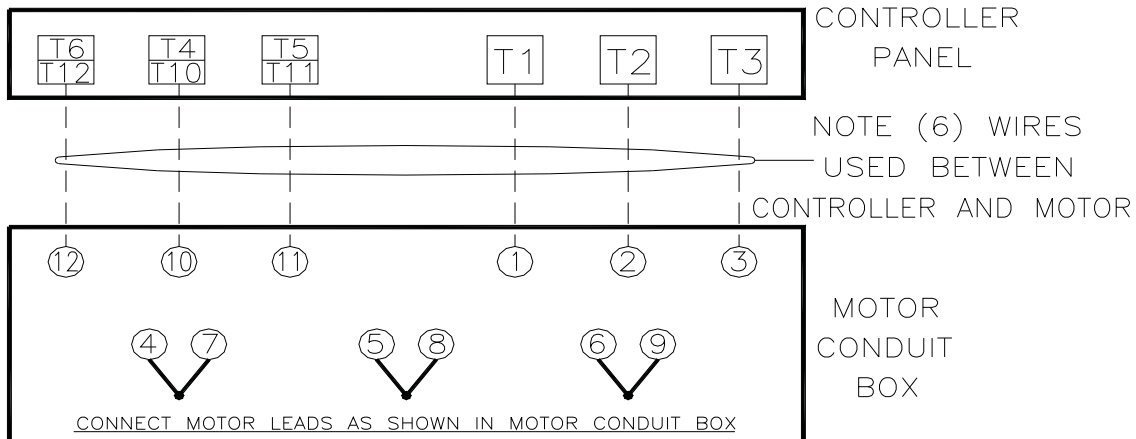 CONTROLLER
PANEL
T6 T4 T5 T1 T2 T3
T12 T10 T11
NOTE (6) WIRES
USED BETWEEN
CONTROLLER AND MOTOR
12 10 11 1 2 3
MOTOR
CONDUIT
BOX
4 7 5 8 6 9
CONNECT MOTOR LEADS AS SHOWN IN MOTOR CONDUIT BOX